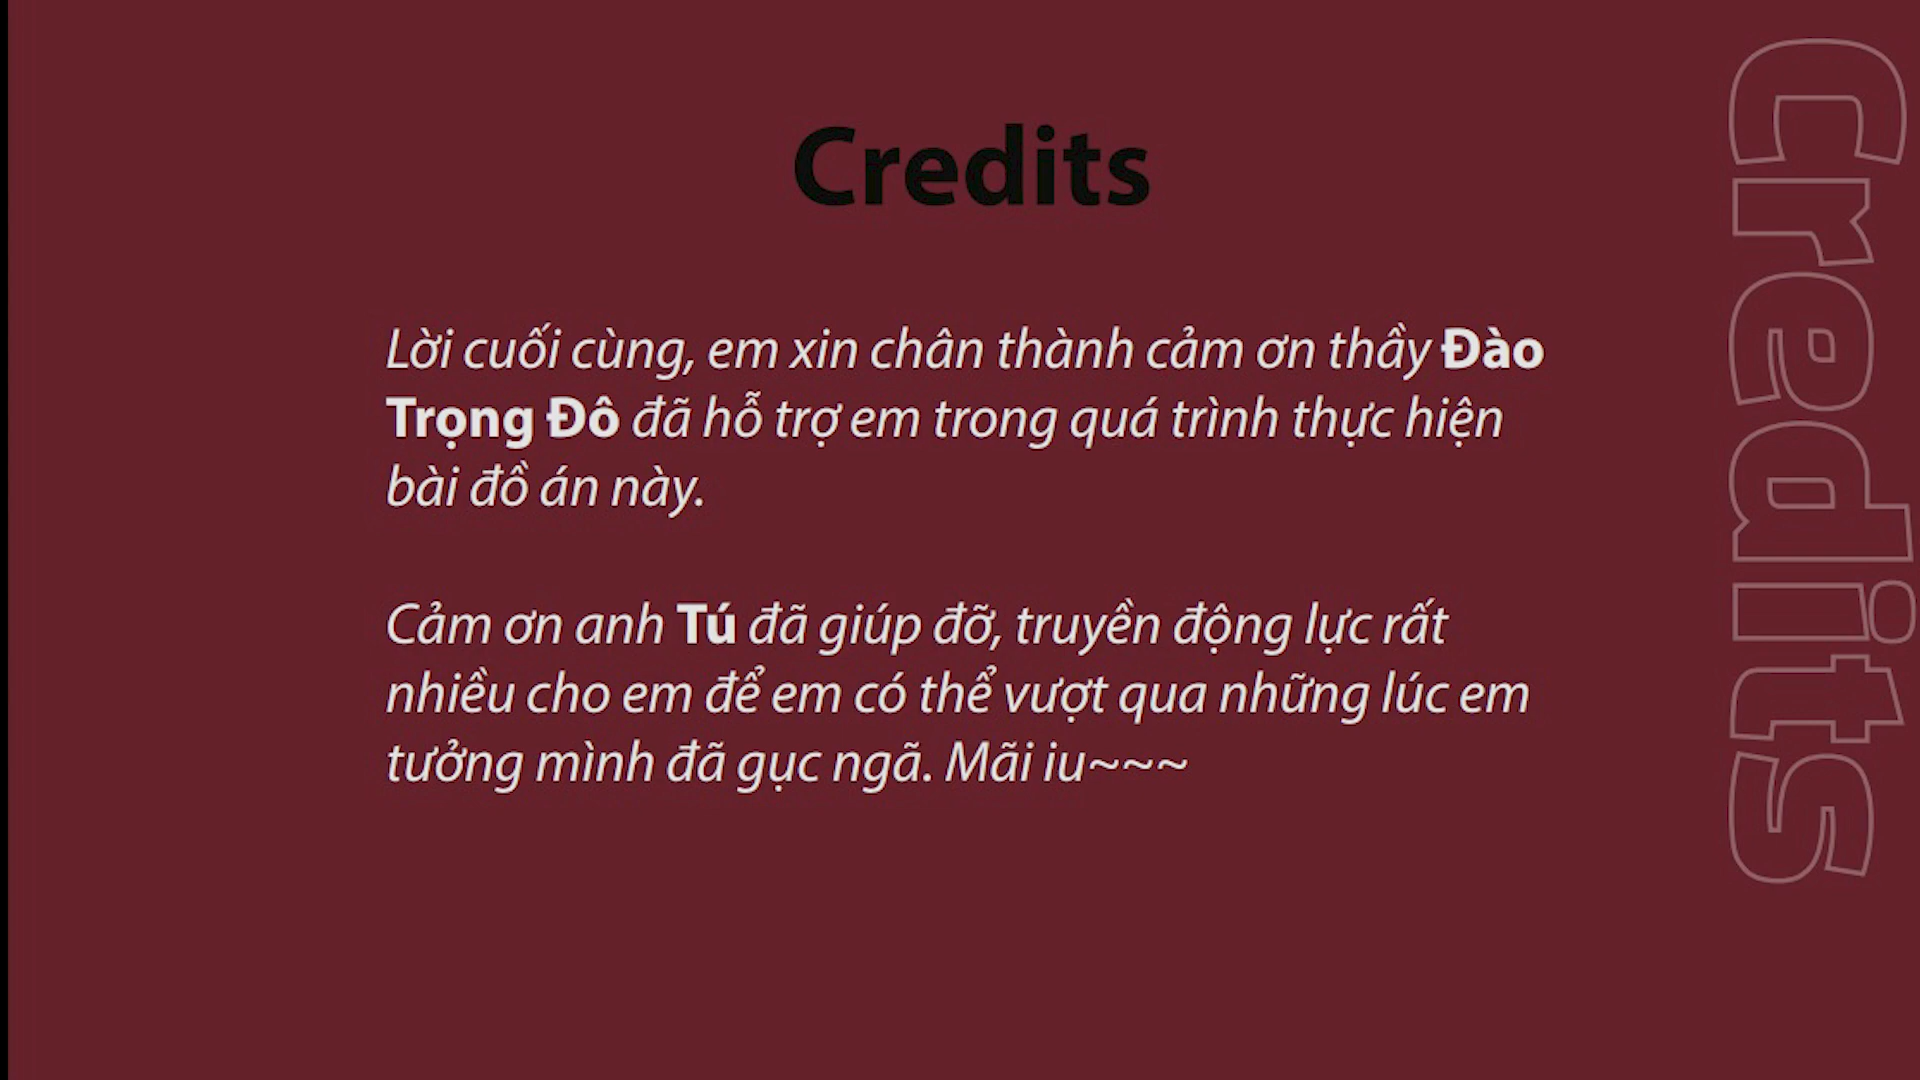 Credits
Lời cuối cùng, em xin chân thành cảm ơn thầy Đào
Trọng Đô đã hỗ trợ em trong quá trình thực hiện
bài đồ án này.
Cảm ơn anh Tú đã giúp đỡ, truyền động lực rất
nhiều cho em để em có thể vượt qua những lúc em
tưởng mình đã gục ngã. Mãi iu~~~
Credits